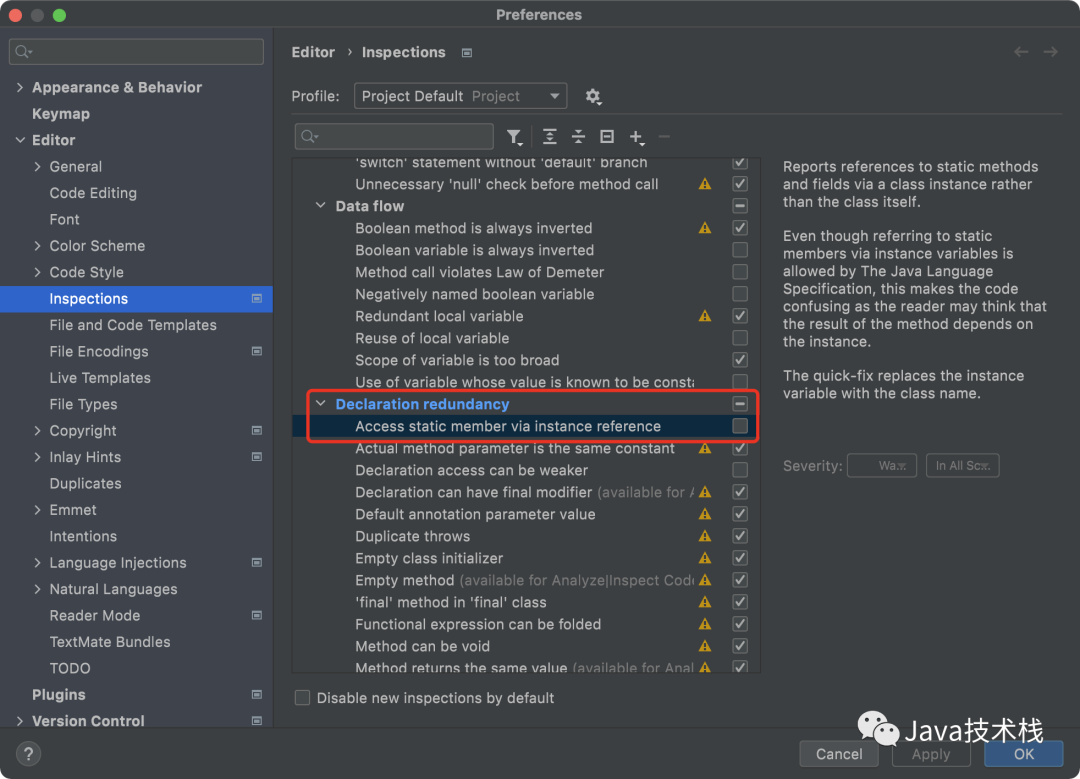 Preferences
Appearance & Behavior
Keymap
Editor
General
Code Editing
Font
Color Scheme
Code Style
Inspections
File and Code Templates
File Encodings
Live Templates
File Types
Copyright
Inlay Hints
Duplicates
Emmet
Intentions
Language Injections
Natural Languages
Reader Mode
TextMate Bundles
TODO
Plugins
Version Control
Editor › Inspections
Profile: Project Default Project
'switch' statement without 'default' branch
Unnecessary 'null' check before method call
Data flow
Boolean method is always inverted
Boolean variable is always inverted
Method call violates Law of Demeter
Negatively named boolean variable
Redundant local variable
Reuse of local variable
Scope of variable is too broad
Use of variable whose value is known to be consta
Declaration redundancy
Access static member via instance reference
Actual method parameter is the same constant
Declaration access can be weaker
Declaration can have final modifier (available for A
Default annotation parameter value
Duplicate throws
Empty class initializer
Empty method (available for Analyze|Inspect Code
'final' method in 'final' class
Functional expression can be folded
Method can be void
Method returns the same value (available for Anal
Disable new inspections by default
Reports references to static methods
and fields via a class instance rather
than the class itself.
Even though referring to static
members via instance variables is
allowed by The Java Language
Specification, this makes the code
confusing as the reader may think that
the result of the method depends on
the instance.
The quick-fix replaces the instance
variable with the class name.
Severity: Wa... In All Sc...
Java技术栈
? Cancel Apply OK